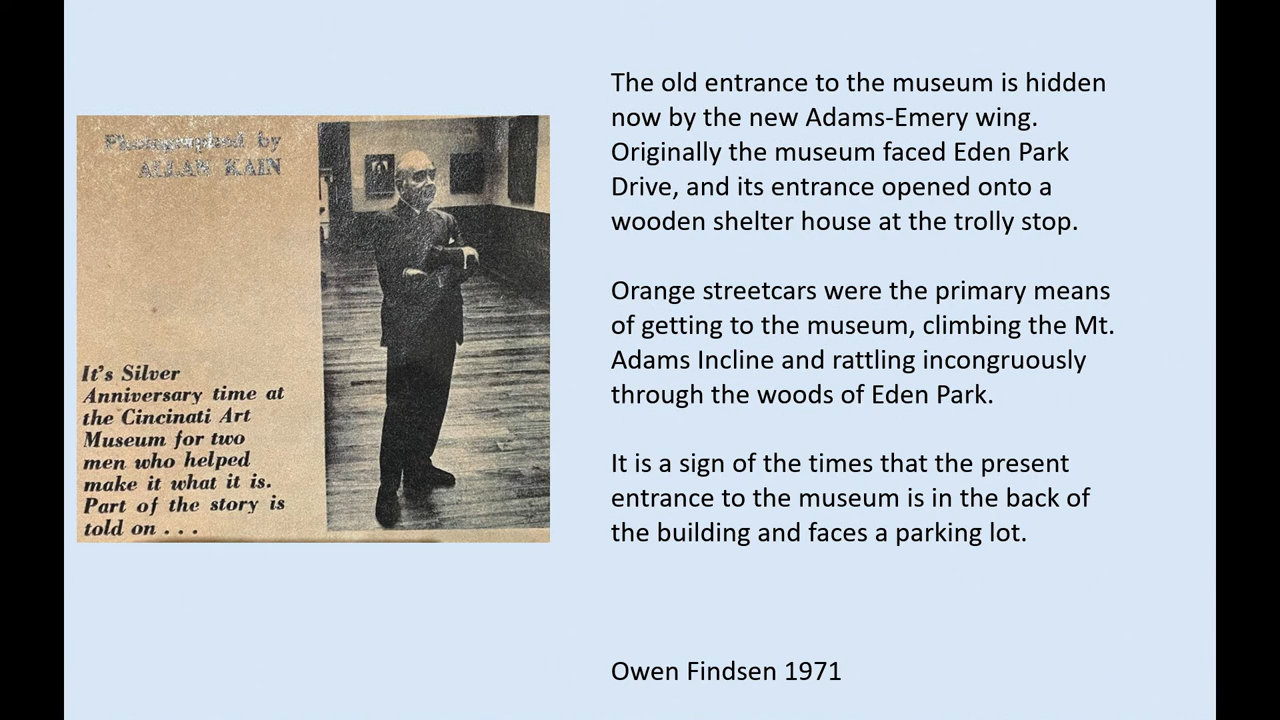 Photographed by
ALLAN KAIN
It's Silver
Anniversary time at
the Cincinati Art
Museum for two
men who helped
make it what it is.
Part of the story is
told on . . .
The old entrance to the museum is hidden
now by the new Adams-Emery wing.
Originally the museum faced Eden Park
Drive, and its entrance opened onto a
wooden shelter house at the trolly stop.
Orange streetcars were the primary means
of getting to the museum, climbing the Mt.
Adams Incline and rattling incongruously
through the woods of Eden Park.
It is a sign of the times that the present
entrance to the museum is in the back of
the building and faces a parking lot.
Owen Findsen 1971